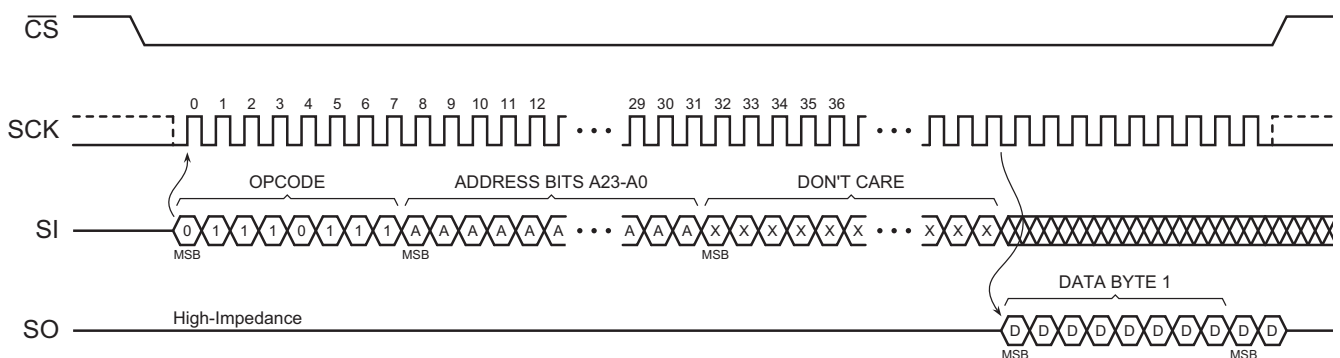 CS
0 1 2 3 4 5 6 7 8 9 10 11 12 29 30 31 32 33 34 35 36
SCK • • • • • •
OPCODE ADDRESS BITS A23-A0 DON'T CARE
SI 0 1 1 1 0 1 1 1 A A A A A A • • • A A A X X X X X X • • • X X X
MSB MSB MSB
DATA BYTE 1
High-Impedance
SO D D D D D D D D D D
MSB MSB